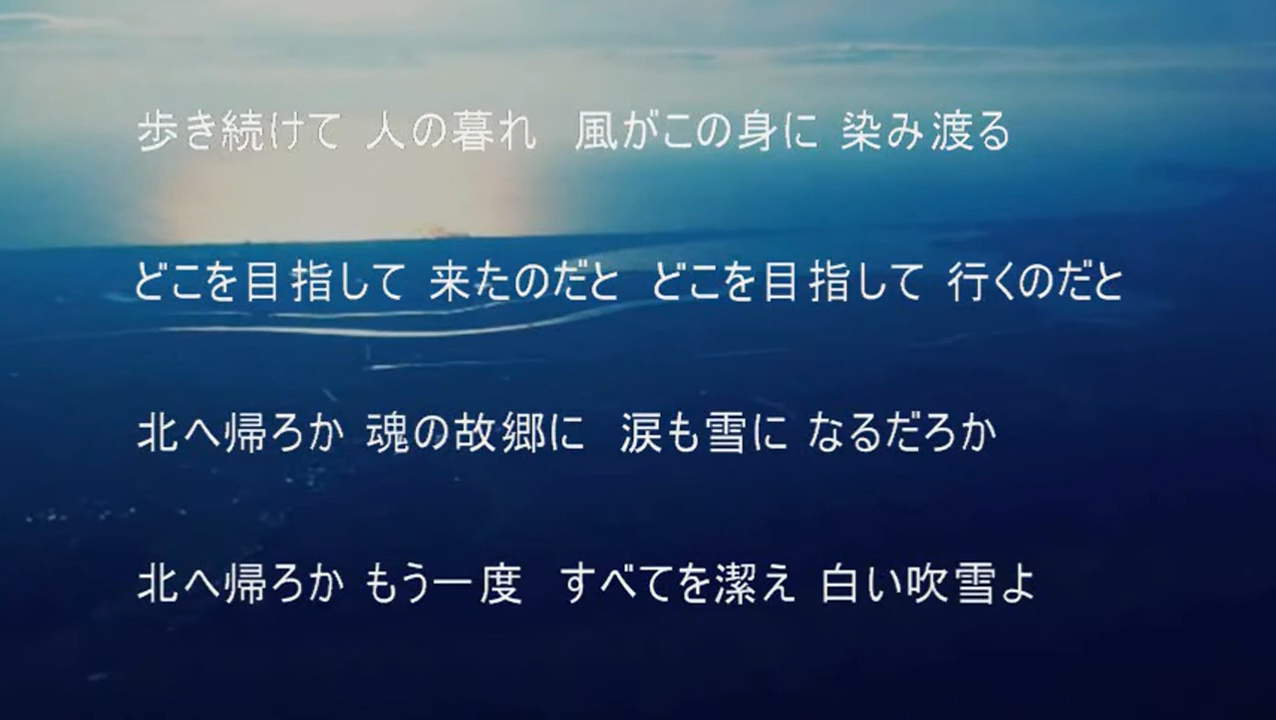 歩き続けて 人の暮れ 風がこの身に 染み渡る
どこを目指して 来たのだと どこを目指して 行くのだと
北へ帰ろか 魂の故郷に 涙も雪に なるだろか
北へ帰ろか もう一度 すべてを潔え 白い吹雪よ